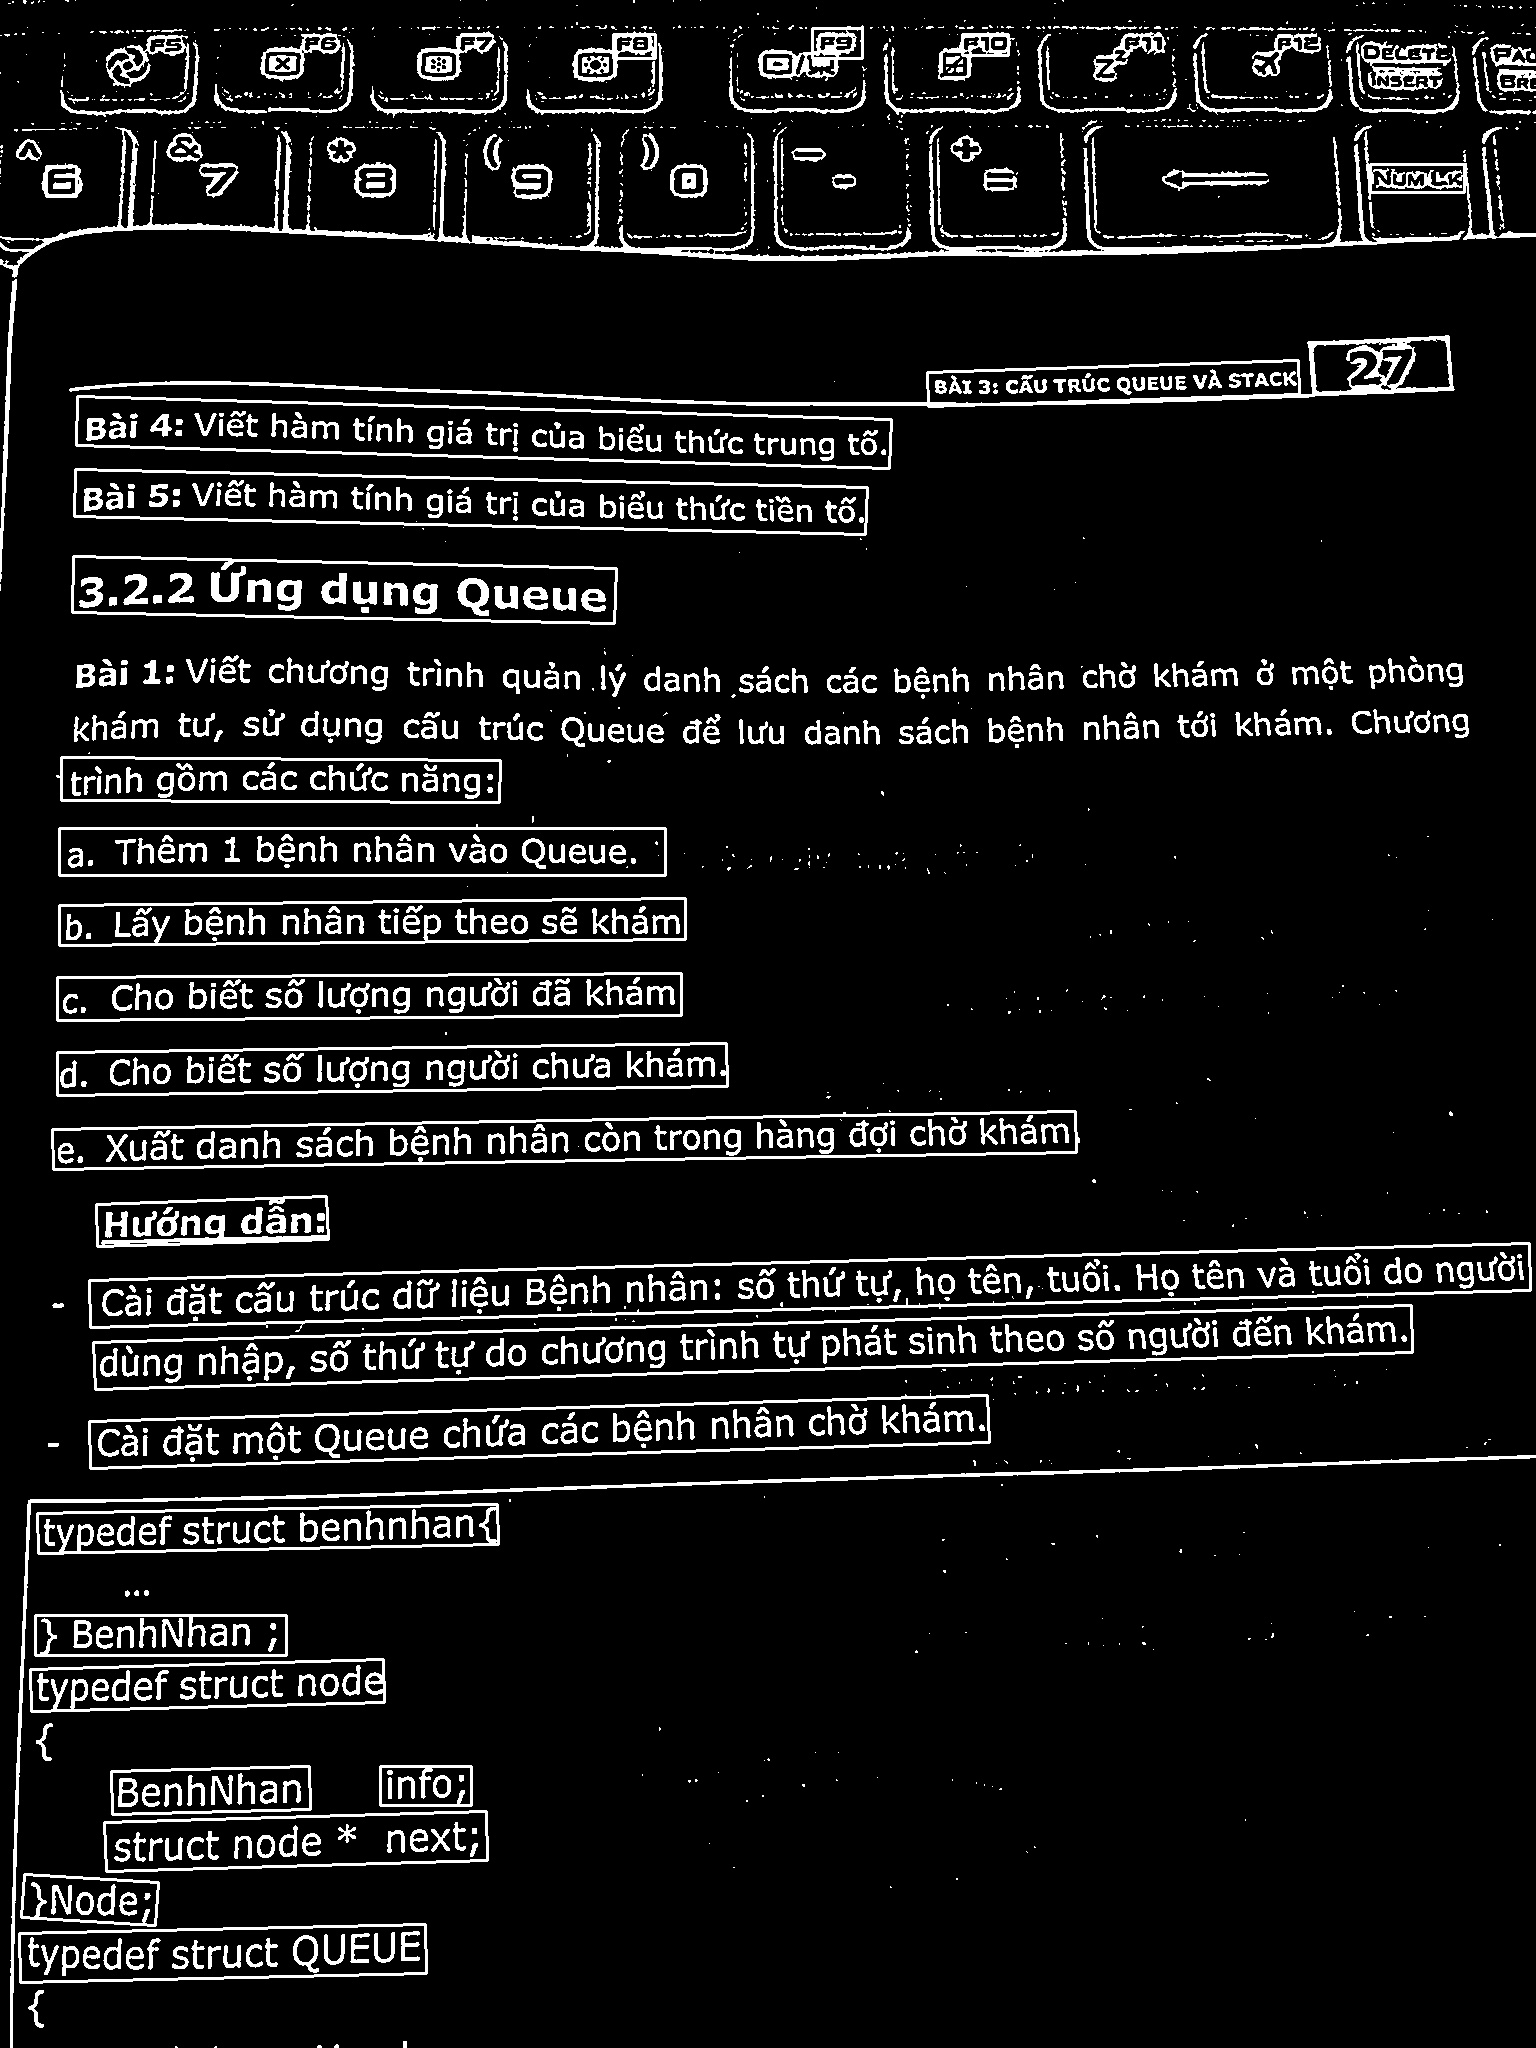 F5 F6 F7 F8 F9 F10 F11 F12 DELETE
INSERT
^ & * ( ) - +
6 7 8 9 0 - = ← NUM LK
BÀI 3: CẤU TRÚC QUEUE VÀ STACK 27
Bài 4: Viết hàm tính giá trị của biểu thức trung tố.
Bài 5: Viết hàm tính giá trị của biểu thức tiền tố.
3.2.2 Ứng dụng Queue
Bài 1: Viết chương trình quản lý danh sách các bệnh nhân chờ khám ở một phòng
khám tư, sử dụng cấu trúc Queue để lưu danh sách bệnh nhân tới khám. Chương
trình gồm các chức năng:
a. Thêm 1 bệnh nhân vào Queue.
b. Lấy bệnh nhân tiếp theo sẽ khám
c. Cho biết số lượng người đã khám
d. Cho biết số lượng người chưa khám.
e. Xuất danh sách bệnh nhân còn trong hàng đợi chờ khám.
Hướng dẫn:
- Cài đặt cấu trúc dữ liệu Bệnh nhân: số thứ tự, họ tên, tuổi. Họ tên và tuổi do người
dùng nhập, số thứ tự do chương trình tự phát sinh theo số người đến khám.
- Cài đặt một Queue chứa các bệnh nhân chờ khám.
typedef struct benhnhan{
...
} BenhNhan ;
typedef struct node
{
BenhNhan info;
struct node * next;
}Node;
typedef struct QUEUE
{